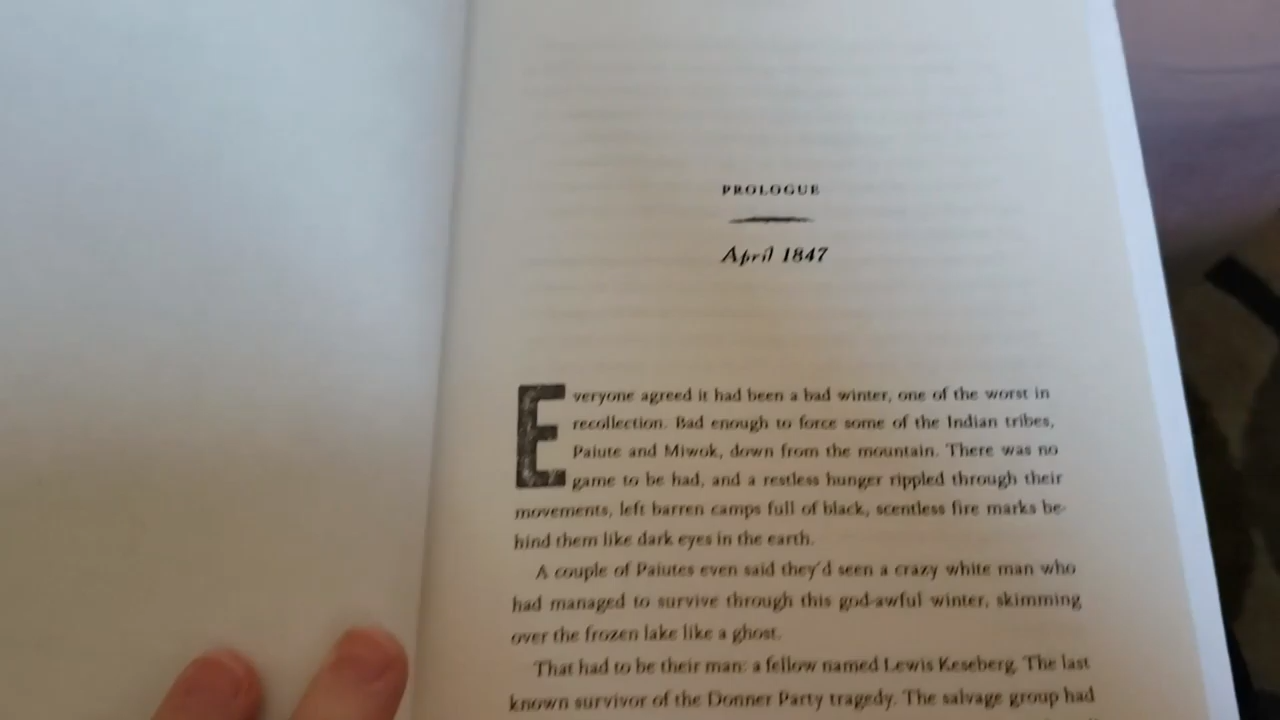 PROLOGUE
April 1847
Everyone agreed it had been a bad winter, one of the worst in
recollection. Bad enough to force some of the Indian tribes,
Paiute and Miwok, down from the mountain. There was no
game to be had, and a restless hunger rippled through their
movements, left barren camps full of black, scentless fire marks be-
hind them like dark eyes in the earth.
A couple of Paiutes even said they'd seen a crazy white man who
had managed to survive through this god-awful winter, skimming
over the frozen lake like a ghost.
That had to be their man: a fellow named Lewis Keseberg. The last
known survivor of the Donner Party tragedy. The salvage group had